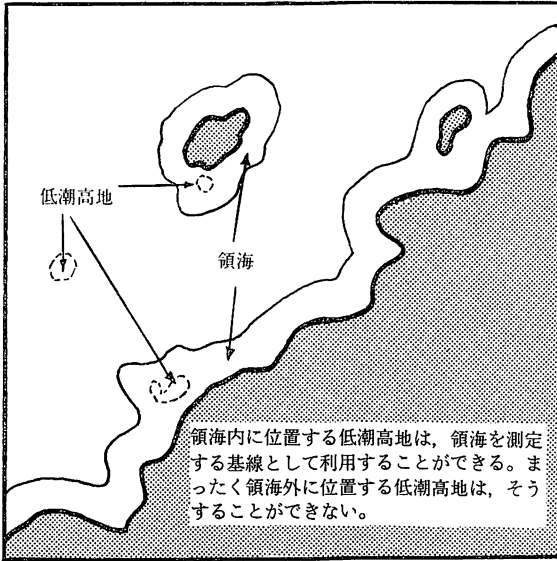 低潮高地
領海
領海内に位置する低潮高地は，領海を測定
する基線として利用することができる。ま
ったく領海外に位置する低潮高地は，そう
することができない。